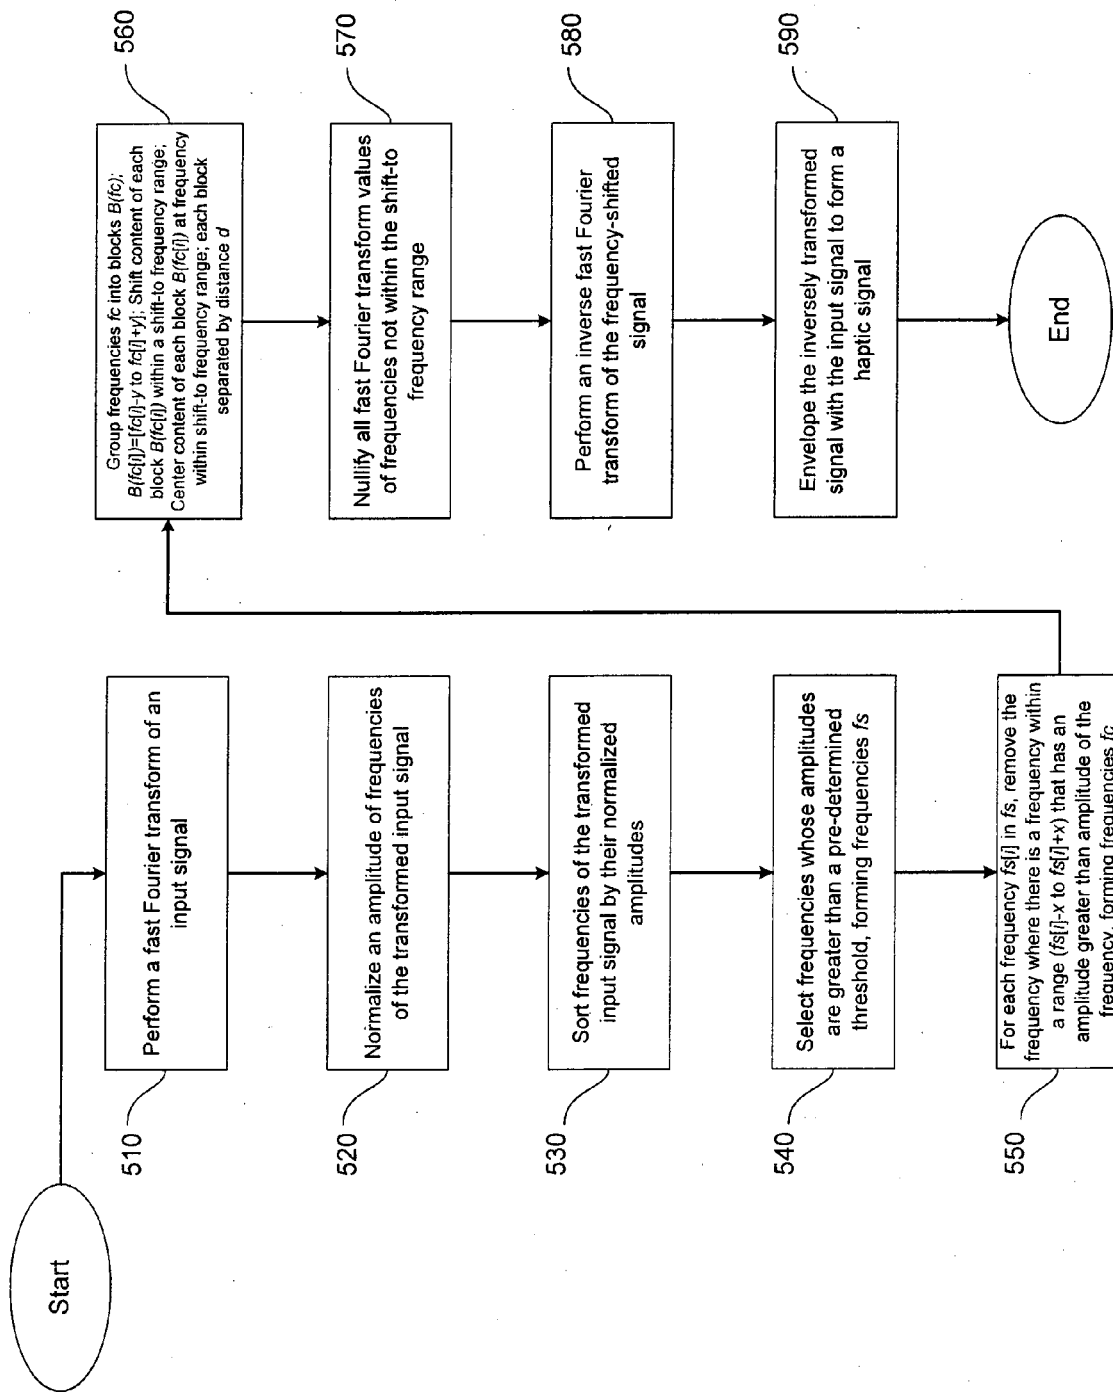 Start
510
Perform a fast Fourier transform of an
input signal
520
Normalize an amplitude of frequencies
of the transformed input signal
530
Sort frequencies of the transformed
input signal by their normalized
amplitudes
540
Select frequencies whose amplitudes
are greater than a pre-determined
threshold, forming frequencies fs
550
For each frequency fs[i] in fs, remove the
frequency where there is a frequency within
a range (fs[i]-x to fs[i]+x) that has an
amplitude greater than amplitude of the
frequency, forming frequencies fc
560
Group frequencies fc into blocks B(fc);
B(fc[i])=[fc[i]-y to fc[i]+y]; Shift content of each
block B(fc[i]) within a shift-to frequency range;
Center content of each block B(fc[i]) at frequency
within shift-to frequency range; each block
separated by distance d
570
Nullify all fast Fourier transform values
of frequencies not within the shift-to
frequency range
580
Perform an inverse fast Fourier
transform of the frequency-shifted
signal
590
Envelope the inversely transformed
signal with the input signal to form a
haptic signal
End